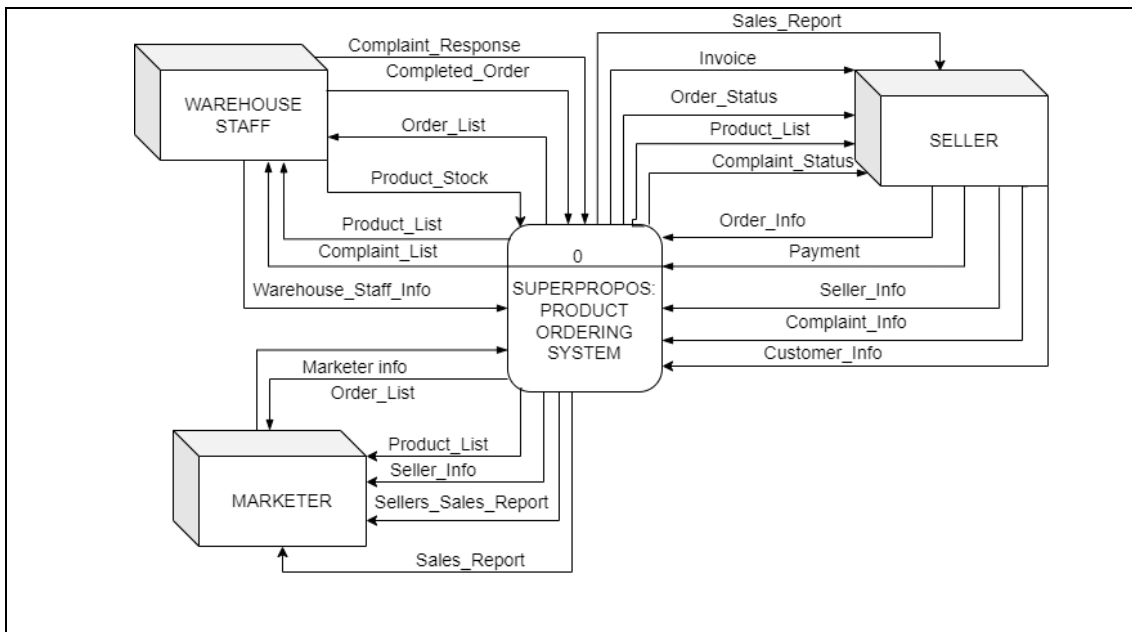 Sales_Report
Complaint_Response
Invoice
Completed_Order
WAREHOUSE
STAFF
Order_Status
Order_List
Product_List
SELLER
Complaint_Status
Product_Stock
Product_List
Order_Info
Complaint_List
0
Payment
Warehouse_Staff_Info
SUPERPROPOS:
PRODUCT
ORDERING
SYSTEM
Seller_Info
Complaint_Info
Customer_Info
Marketer info
Order_List
Product_List
Seller_Info
MARKETER
Sellers_Sales_Report
Sales_Report